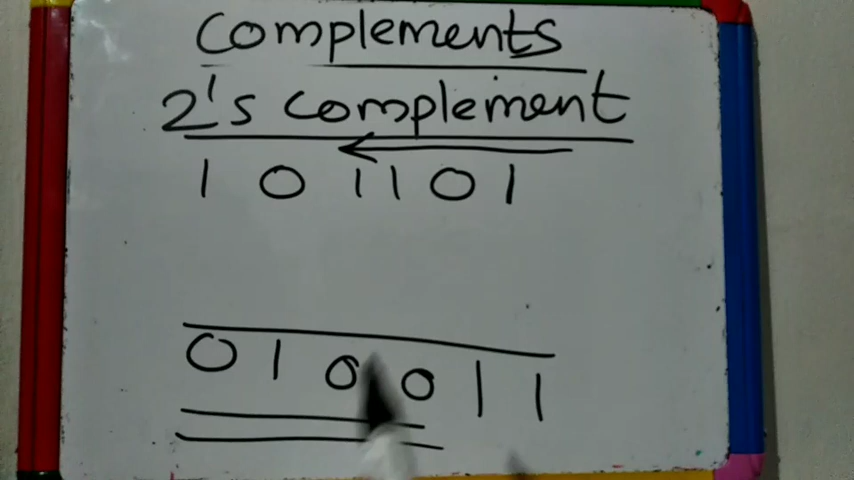 Complements
2's complement
1 0 1 1 0 1
0 1 0 0 1 1